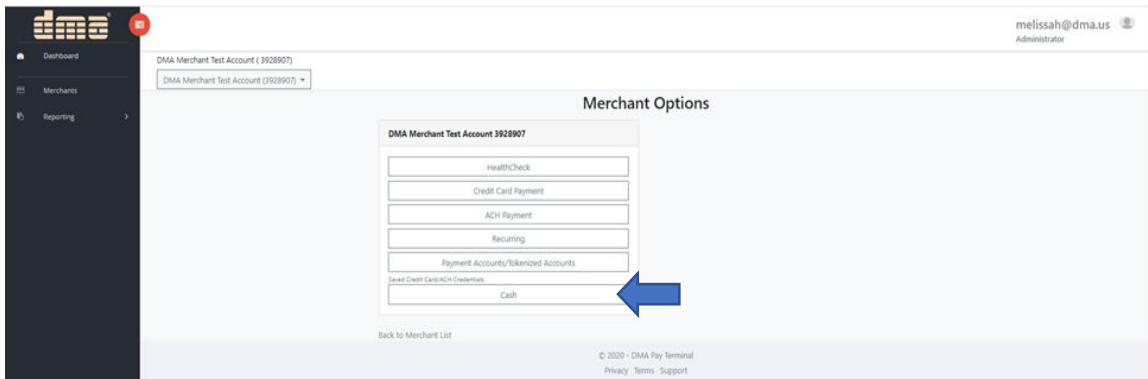 dma
melissah@dma.us
Administrator
Dashboard
Merchants
Reporting
DMA Merchant Test Account ( 3928907)
DMA Merchant Test Account (3928907)
Merchant Options
DMA Merchant Test Account 3928907
HealthCheck
Credit Card Payment
ACH Payment
Recurring
Payment Accounts/Tokenized Accounts
Saved Credit Card/ACH Credentials.
Cash
Back to Merchant List
© 2020 - DMA Pay Terminal
Privacy Terms Support